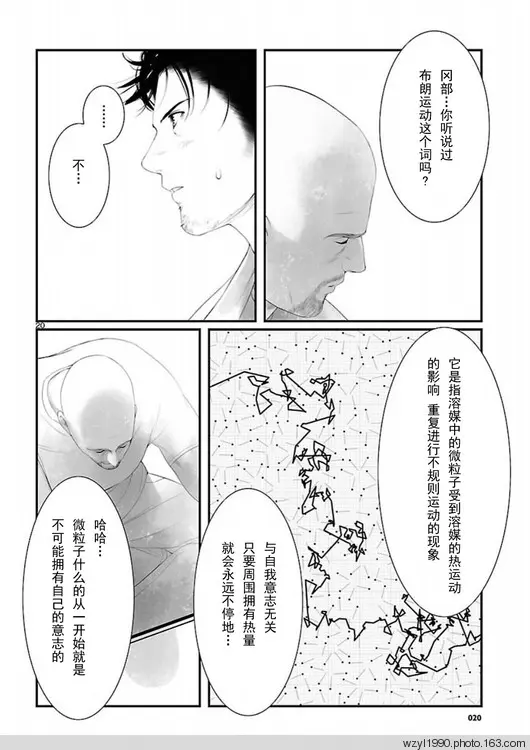 冈部…你听说过
布朗运动这个词吗?
……
不…
它是指溶媒中的微粒子受到溶媒的热运动
的影响 重复进行不规则运动的现象
与自我意志无关
只要周围拥有热量
就会永远不停地…
哈哈…
微粒子什么的从一开始就是
不可能拥有自己的意志的
20
020
wzyl1990.photo.163.com